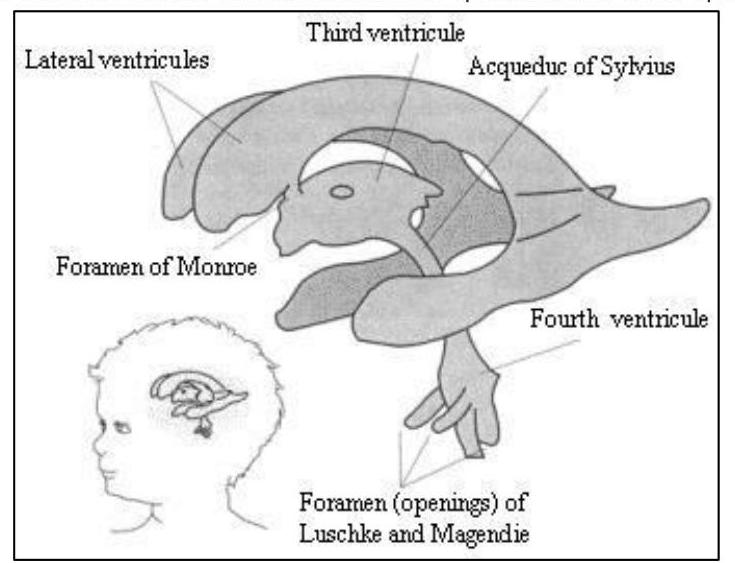 Third ventricule
Lateral ventricules
Acqueduc of Sylvius
Foramen of Monroe
Fourth ventricule
Foramen (openings) of
Luschke and Magendie